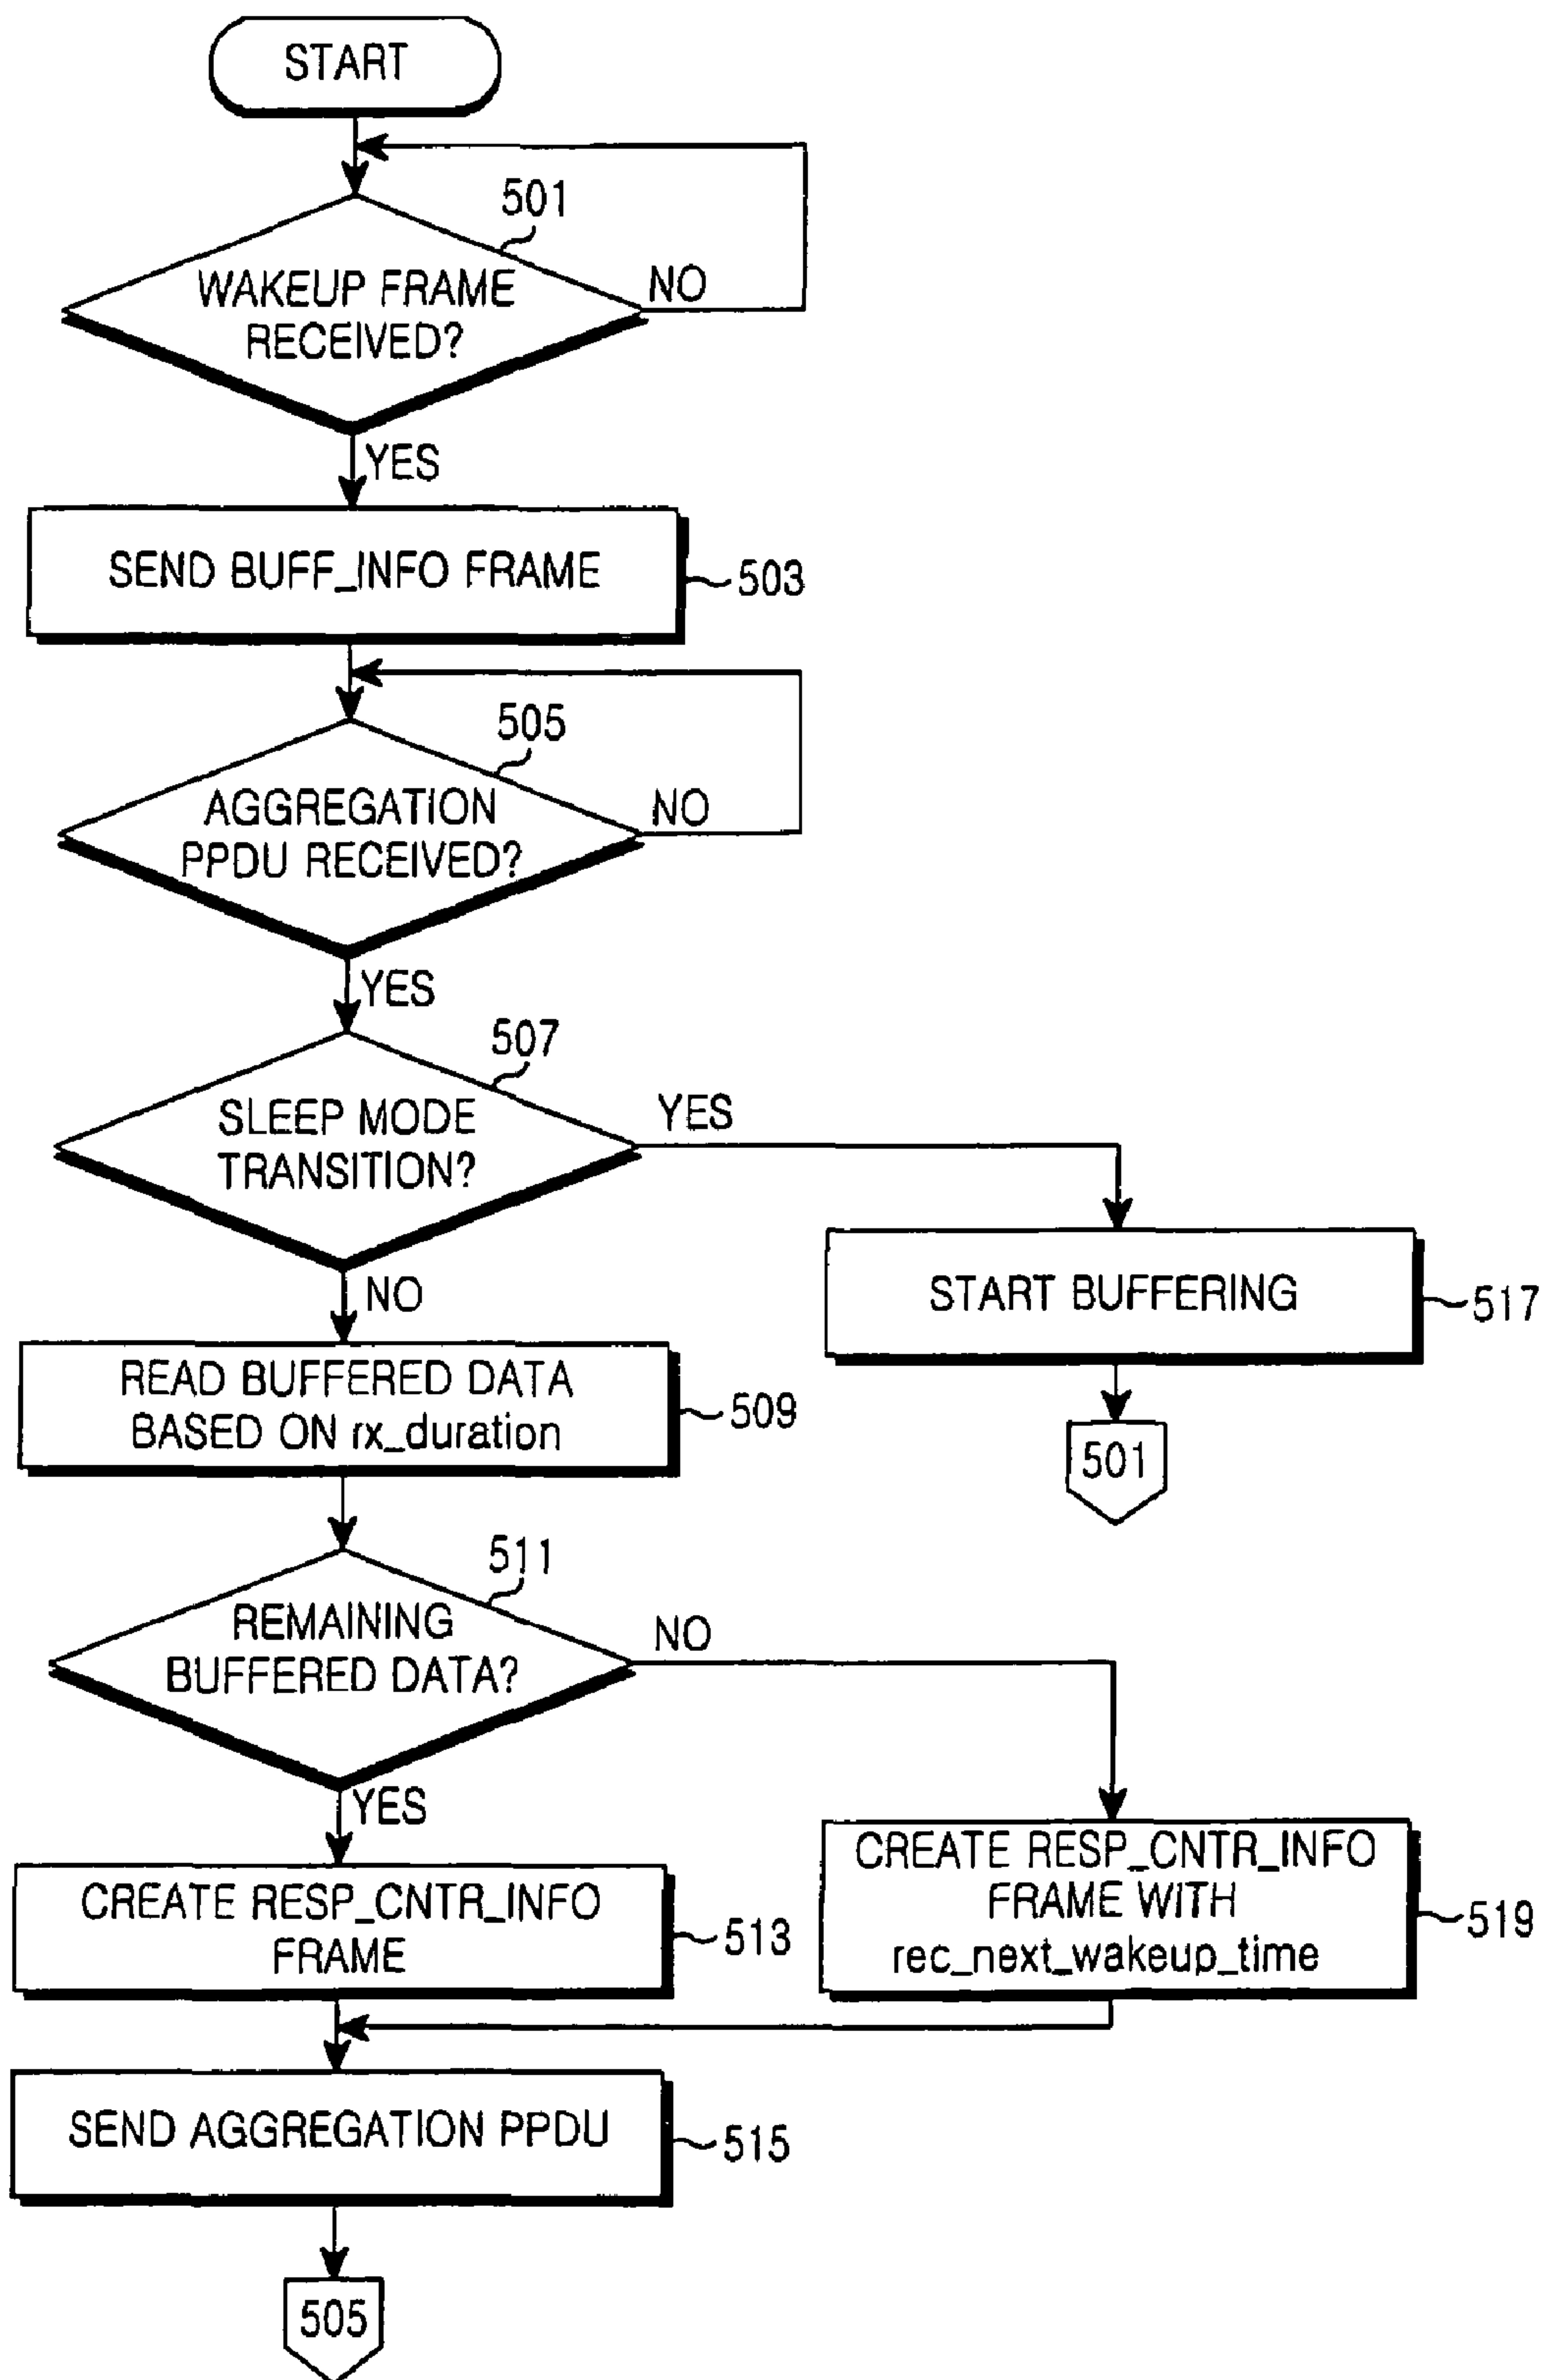 START
501
WAKEUP FRAME
RECEIVED?
NO
YES
SEND BUFF_INFO FRAME
503
505
AGGREGATION
PPDU RECEIVED?
NO
YES
507
SLEEP MODE
TRANSITION?
YES
NO
START BUFFERING
517
READ BUFFERED DATA
BASED ON rx_duration
509
501
511
REMAINING
BUFFERED DATA?
NO
YES
CREATE RESP_CNTR_INFO
FRAME
513
CREATE RESP_CNTR_INFO
FRAME WITH
rec_next_wakeup_time
519
SEND AGGREGATION PPDU
515
505